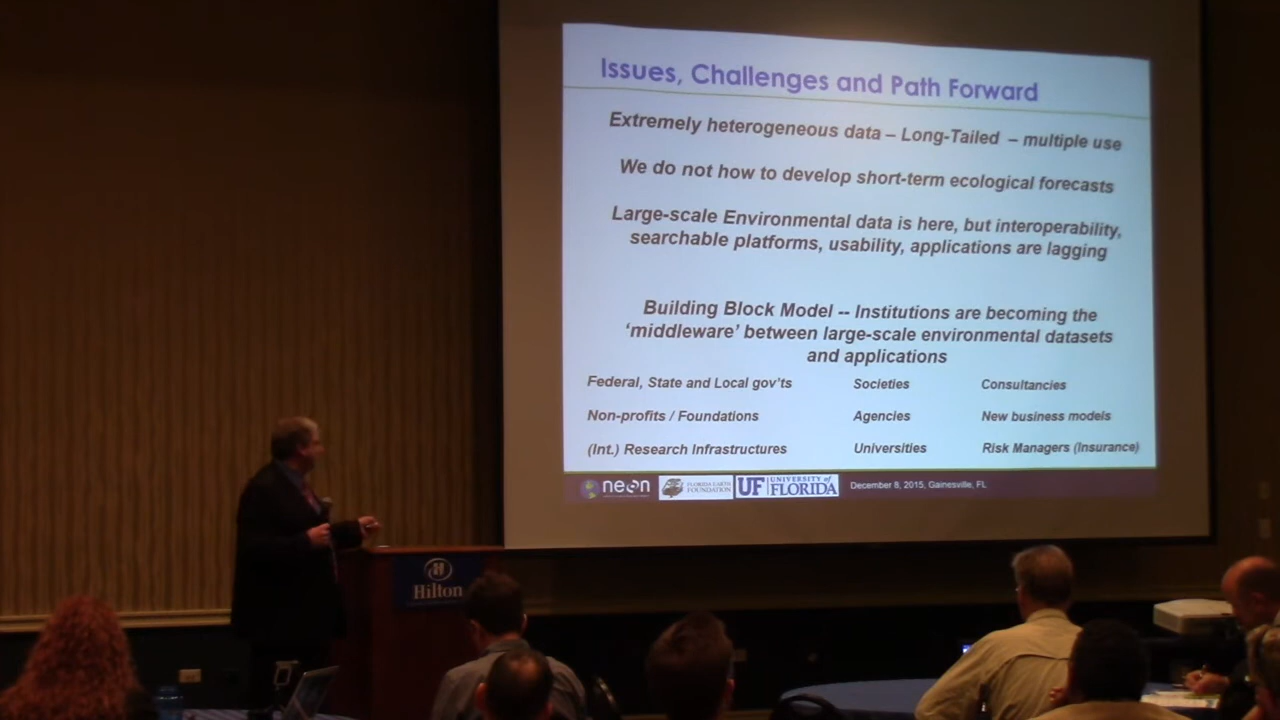 Issues, Challenges and Path Forward
Extremely heterogeneous data – Long-Tailed – multiple use
We do not how to develop short-term ecological forecasts
Large-scale Environmental data is here, but interoperability,
searchable platforms, usability, applications are lagging
Building Block Model -- Institutions are becoming the
‘middleware’ between large-scale environmental datasets
and applications
Federal, State and Local gov'ts Societies Consultancies
Non-profits / Foundations Agencies New business models
(Int.) Research Infrastructures Universities Risk Managers (Insurance)
neon FLORIDA EARTH FOUNDATION UF UNIVERSITY of FLORIDA December 8, 2015, Gainesville, FL
Hilton